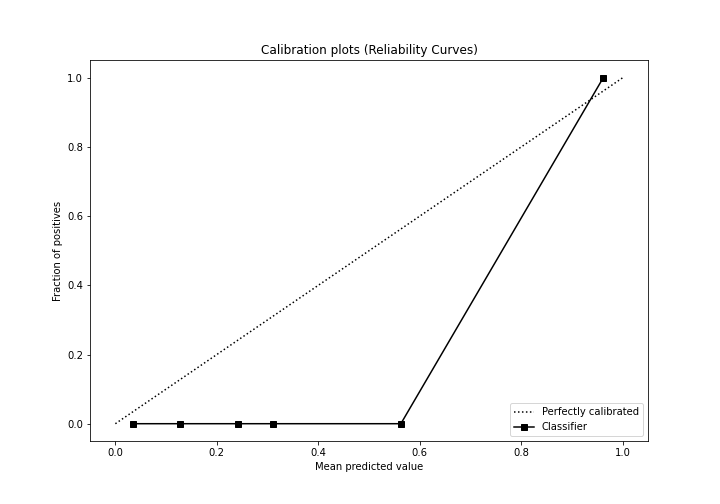 Calibration plots (Reliability Curves)
Fraction of positives
1.0
0.8
0.6
0.4
0.2
0.0
0.0 0.2 0.4 0.6 0.8 1.0
Mean predicted value
Perfectly calibrated
Classifier